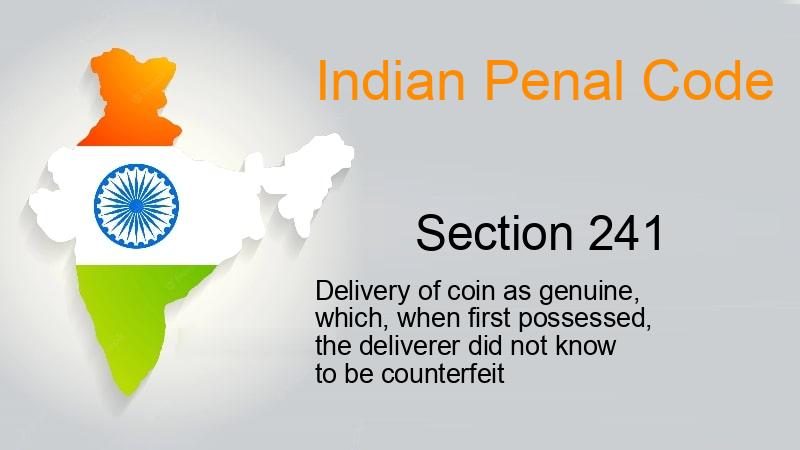 Indian Penal Code
Section 241
Delivery of coin as genuine,
which, when first possessed,
the deliverer did not know
to be counterfeit